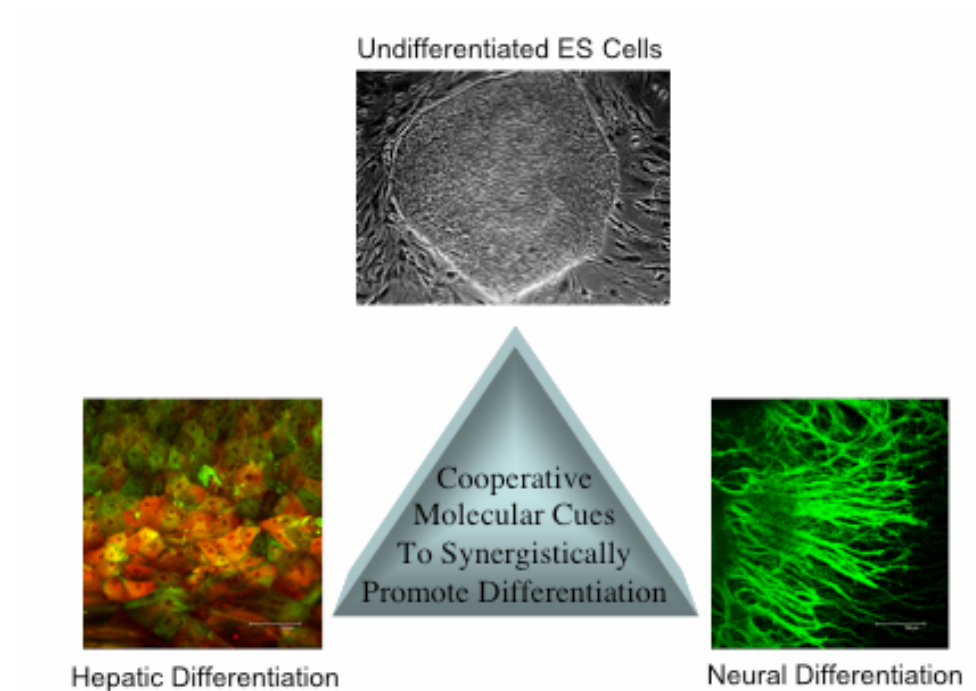 Undifferentiated ES Cells
Cooperative
Molecular Cues
To Synergistically
Promote Differentiation
Hepatic Differentiation
Neural Differentiation